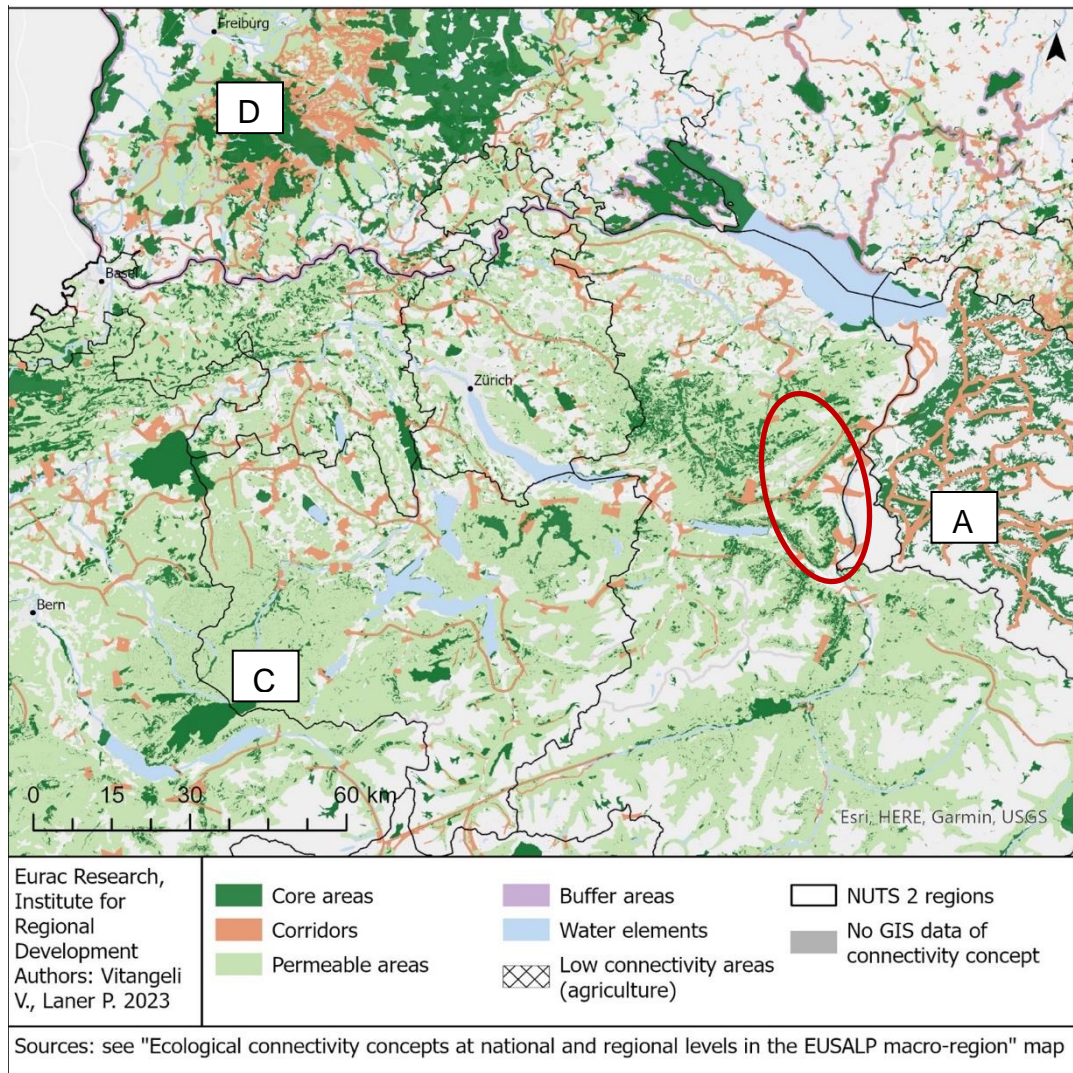 Freiburg
N
D
Basel
Zürich
A
Bern
C
0 15 30 60 km
Esri, HERE, Garmin, USGS
Eurac Research,
Institute for
Regional
Development
Authors: Vitangeli
V., Laner P. 2023
Core areas
Corridors
Permeable areas
Buffer areas
Water elements
Low connectivity areas
(agriculture)
NUTS 2 regions
No GIS data of
connectivity concept
Sources: see "Ecological connectivity concepts at national and regional levels in the EUSALP macro-region" map